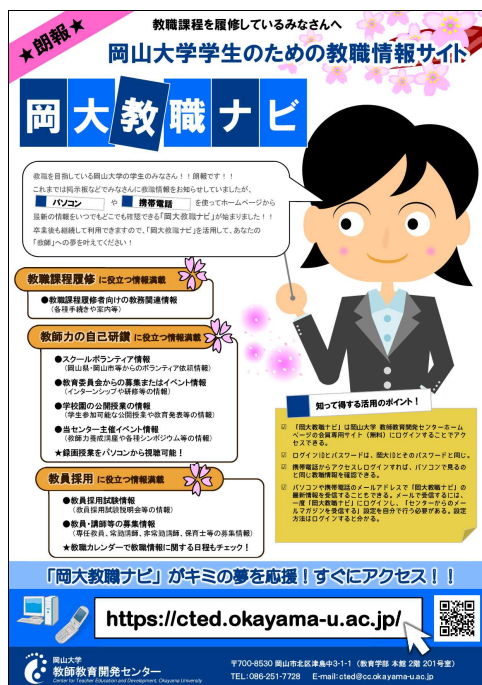 ★朗報★
教職課程を履修しているみなさんへ
岡山大学学生のための教職情報サイト
岡大教職ナビ
教職を目指している岡山大学の学生のみなさん！！朗報です！！
これまでは掲示板などでみなさんに教職情報をお知らせしていましたが、
パソコン や 携帯電話 を使ってホームページから
最新の情報をいつでもどこでも確認できる「岡大教職ナビ」が始まりました！！
卒業後も継続して利用できますので、「岡大教職ナビ」を活用して、あなたの
「教師」への夢を叶えてください！
教職課程履修 に役立つ情報満載
●教職課程履修者向けの教務関連情報
（各種手続きや案内等）
教師力の自己研鑽 に役立つ情報満載
●スクールボランティア情報
（岡山県・岡山市等からのボランティア依頼情報）
●教育委員会からの募集またはイベント情報
（インターンシップや研修等の情報）
●学校園の公開授業の情報
（学生参加可能な公開授業や教育発表等の情報）
●当センター主催イベント情報
（教師力養成講座や各種シンポジウム等の情報）
★録画授業をパソコンから視聴可能！
教員採用 に役立つ情報満載
●教員採用試験情報
（教員採用試験説明会等の情報）
●教員・講師等の募集情報
（専任教員、常勤講師、非常勤講師、保育士等の募集情報）
★教職カレンダーで教職情報に関する日程もチェック！
知って得する活用のポイント！
☑ 「岡大教職ナビ」は岡山大学 教師教育開発センターホーム
ページの会員専用サイト（無料）にログインすることでアク
セスできる。
☑ ログインIDとパスワードは、岡大IDとそのパスワードと同じ。
☑ 携帯電話からアクセスしログインすれば、パソコンで見るの
と同じ教職情報を確認できる。
☑ パソコンや携帯電話のメールアドレスで「岡大教職ナビ」の
最新情報を受信することもできる。メールで受信するには、
一度「岡大教職ナビ」にログインし、「センターからのメー
ルマガジンを受信する」設定を自分で行う必要がある。設定
方法はログインすると分かる。
「岡大教職ナビ」がキミの夢を応援！すぐにアクセス！！
https://cted.okayama-u.ac.jp/
岡山大学
教師教育開発センター
Center for Teacher Education and Development, Okayama University
〒700-8530 岡山市北区津島中3-1-1（教育学部 本館 2階 201号室）
TEL:086-251-7728 E-mail:cted@cc.okayama-u.ac.jp